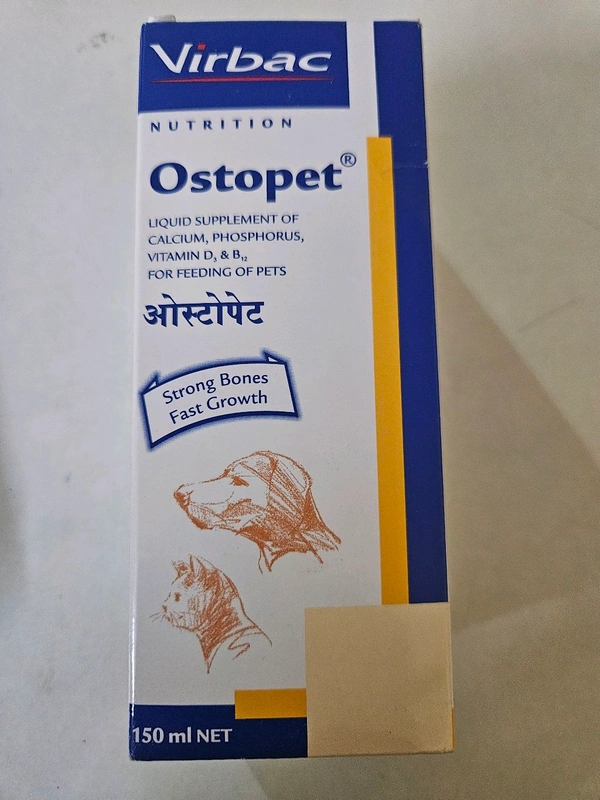 Virbac
NUTRITION
Ostopet®
LIQUID SUPPLEMENT OF
CALCIUM, PHOSPHORUS,
VITAMIN D₃ & B₁₂
FOR FEEDING OF PETS
ओस्टोपेट
Strong Bones
Fast Growth
150 ml NET